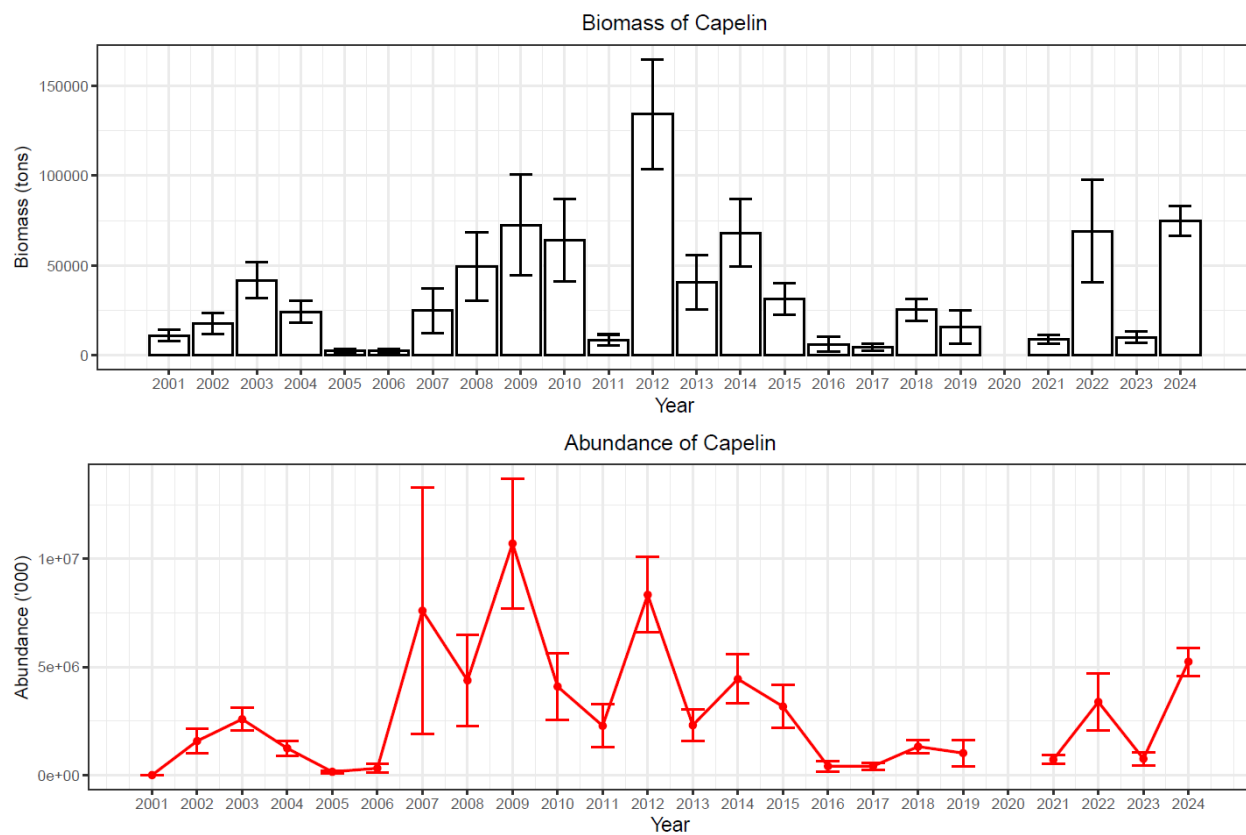 Biomass of Capelin
Biomass (tons)
150000
100000
50000
0
2001 2002 2003 2004 2005 2006 2007 2008 2009 2010 2011 2012 2013 2014 2015 2016 2017 2018 2019 2020 2021 2022 2023 2024
Year
Abundance of Capelin
Abundance ('000)
1e+07
5e+06
0e+00
2001 2002 2003 2004 2005 2006 2007 2008 2009 2010 2011 2012 2013 2014 2015 2016 2017 2018 2019 2020 2021 2022 2023 2024
Year